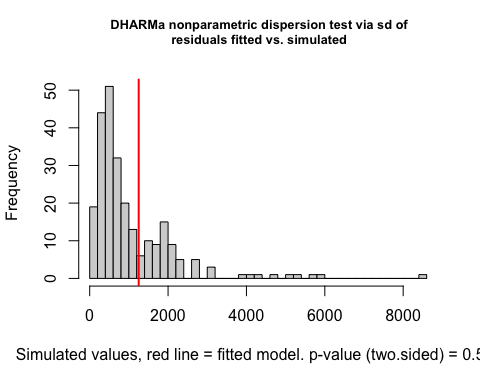 DHARMa nonparametric dispersion test via sd of
residuals fitted vs. simulated
Frequency
50
40
30
20
10
0
0 2000 4000 6000 8000
Simulated values, red line = fitted model. p-value (two.sided) = 0.5